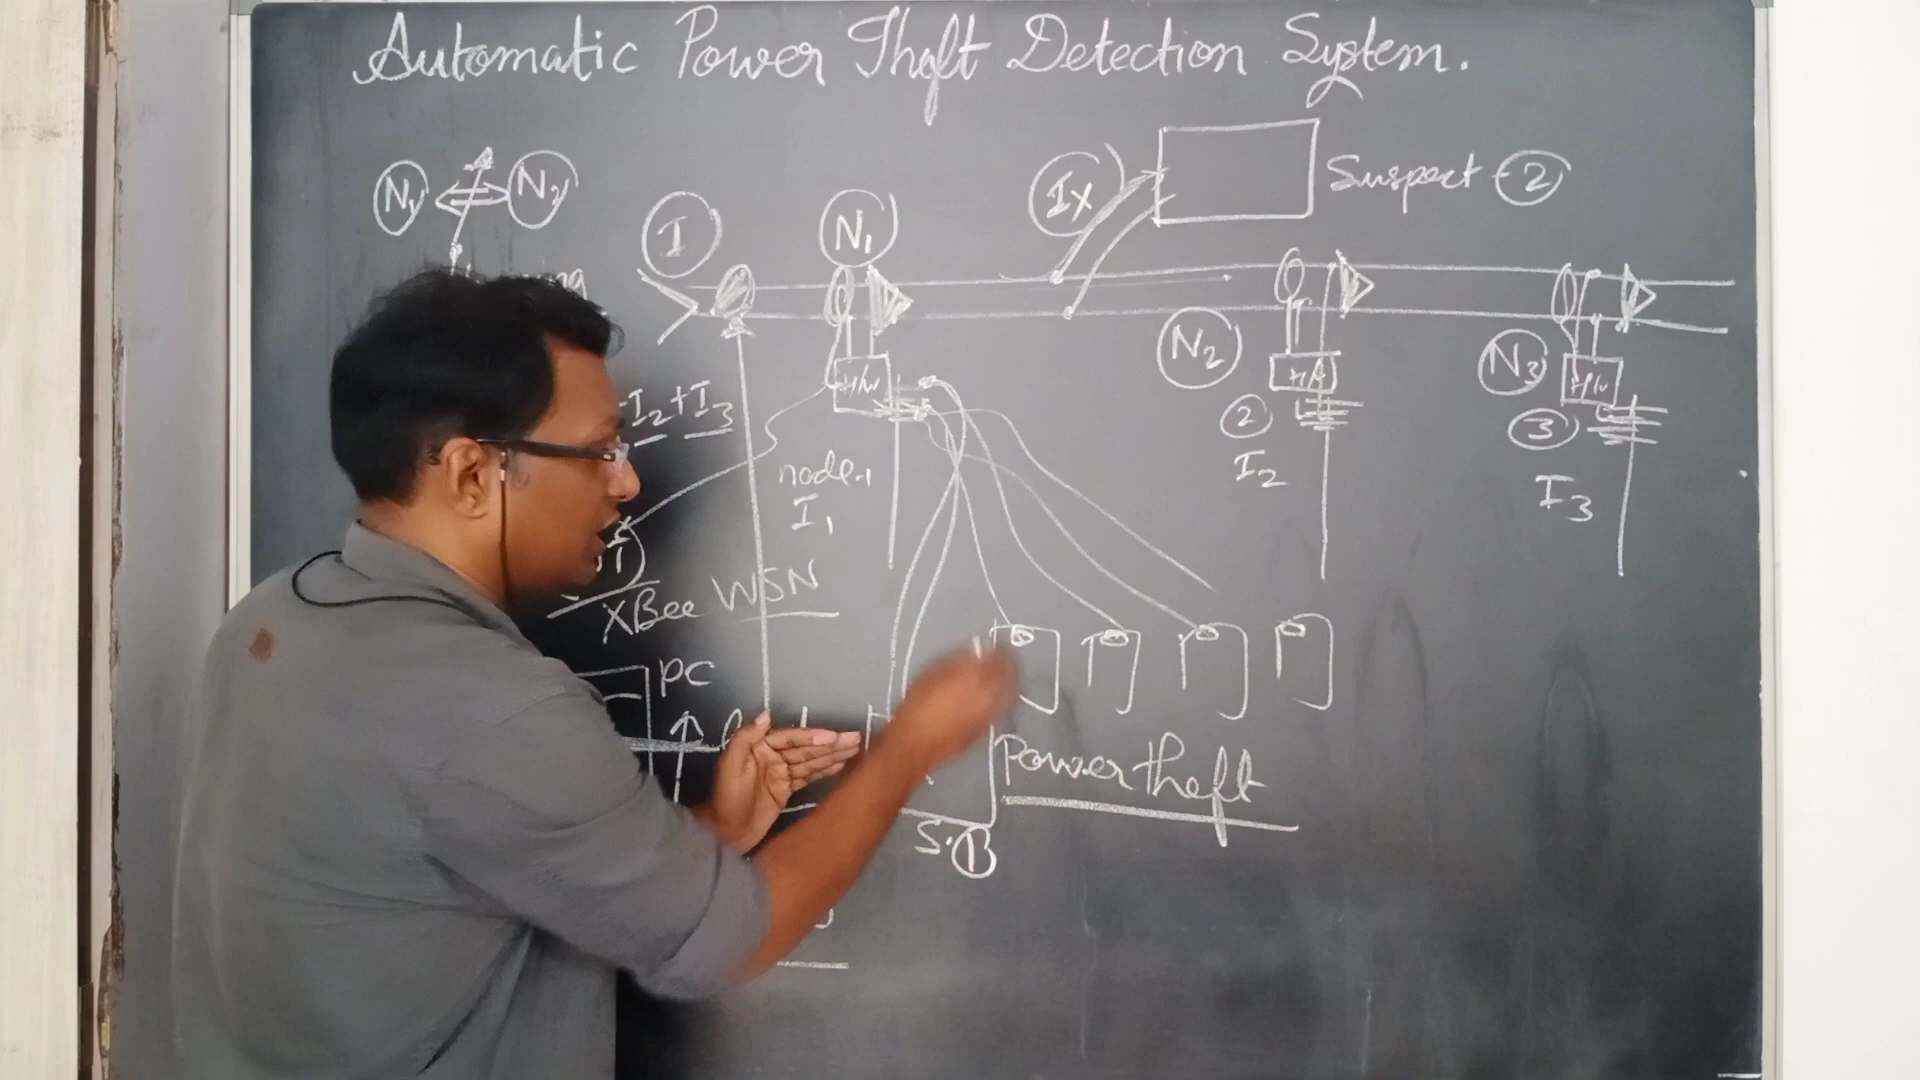 Automatic Power Theft Detection System.
N1 N2
I
N1
Ix
Suspect - 2
N2
N3
H/W
H/W
-I2 + I3
node-1
I1
2
I2
3
I3
XBee WSN
PC
Power theft
S.B